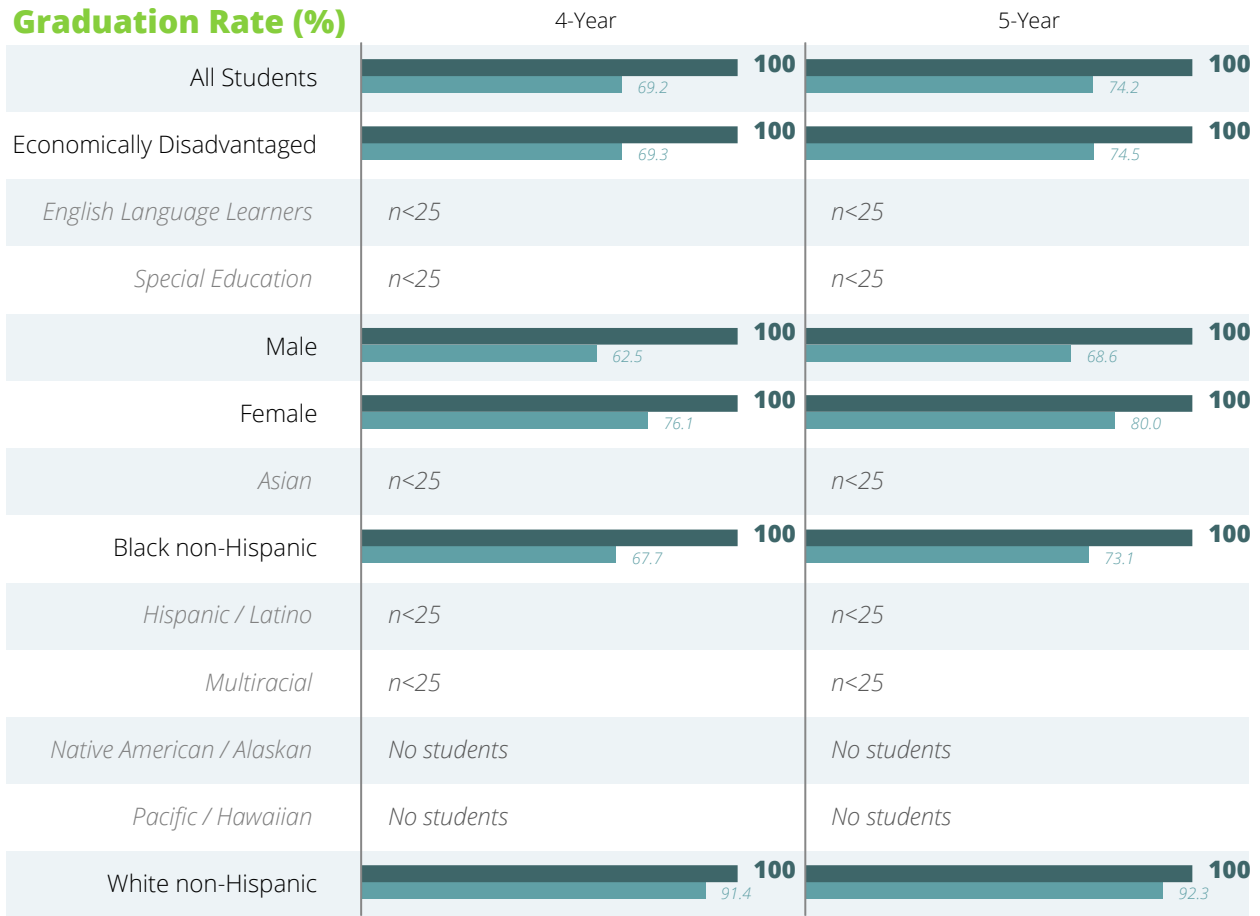 Graduation Rate (%) 4-Year 5-Year
All Students 100 100
69.2 74.2
Economically Disadvantaged 100 100
69.3 74.5
English Language Learners n<25 n<25
Special Education n<25 n<25
Male 100 100
62.5 68.6
Female 100 100
76.1 80.0
Asian n<25 n<25
Black non-Hispanic 100 100
67.7 73.1
Hispanic / Latino n<25 n<25
Multiracial n<25 n<25
Native American / Alaskan No students No students
Pacific / Hawaiian No students No students
White non-Hispanic 100 100
91.4 92.3